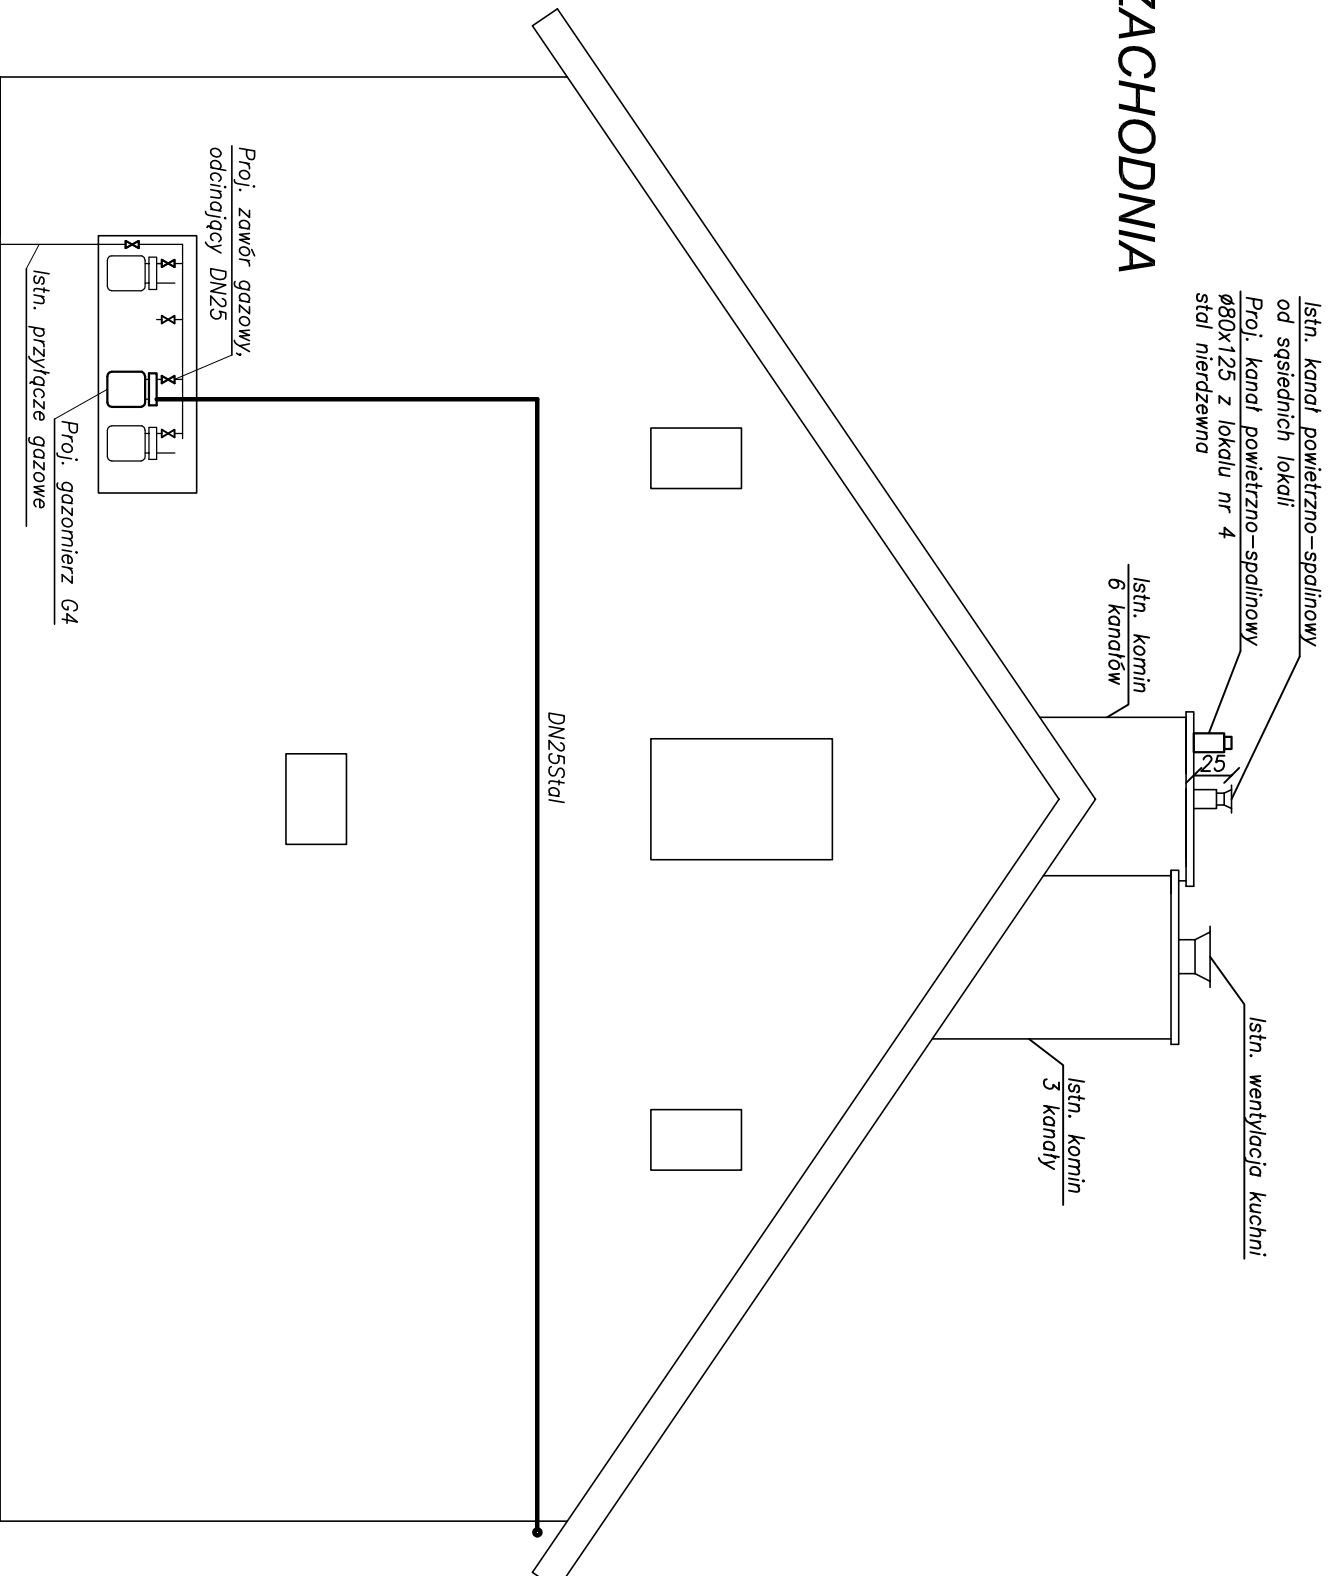 ZACHODNIA
Istn. kanał powietrzno-spalinowy
od sąsiednich lokali
Proj. kanał powietrzno-spalinowy
ø80x125 z lokalu nr 4
stal nierdzewna
Istn. komin
6 kanałów
25
Istn. wentylacja kuchni
Istn. komin
3 kanały
DN25Stal
Proj. zawór gazowy,
odcinający DN25
Proj. gazomierz G4
Istn. przyłącze gazowe